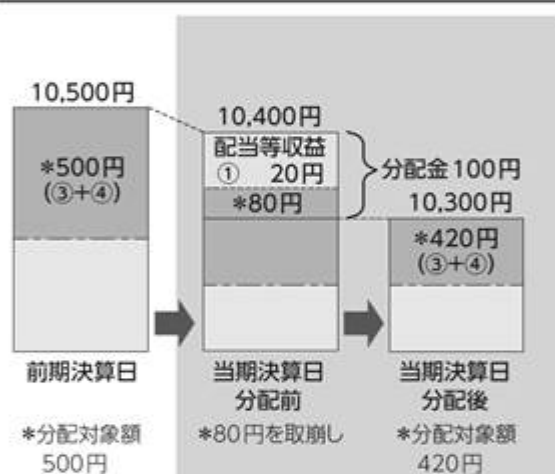 10,500円
*500円
(③+④)
前期決算日
*分配対象額
500円
10,400円
配当等収益
① 20円
*80円
分配金100円
当期決算日
分配前
*80円を取崩し
10,300円
*420円
(③+④)
当期決算日
分配後
*分配対象額
420円